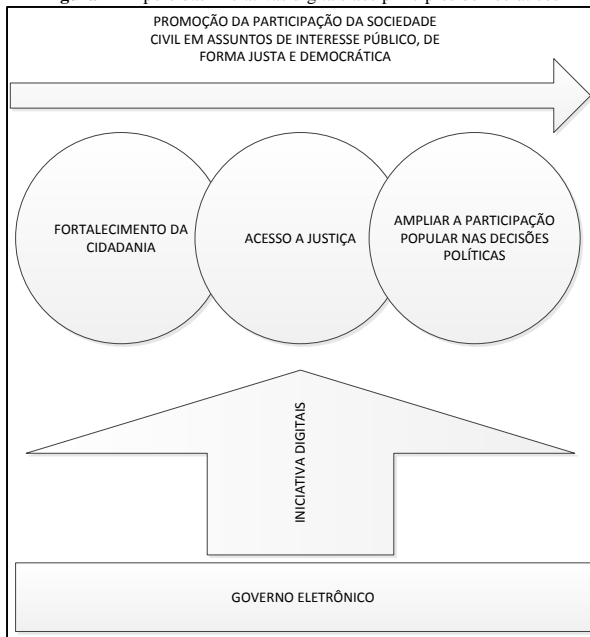 PROMOÇÃO DA PARTICIPAÇÃO DA SOCIEDADE
CIVIL EM ASSUNTOS DE INTERESSE PÚBLICO, DE
FORMA JUSTA E DEMOCRÁTICA
FORTALECIMENTO DA
CIDADANIA
ACESSO A JUSTIÇA
AMPLIAR A PARTICIPAÇÃO
POPULAR NAS DECISÕES
POLÍTICAS
INICIATIVA DIGITAIS
GOVERNO ELETRÔNICO